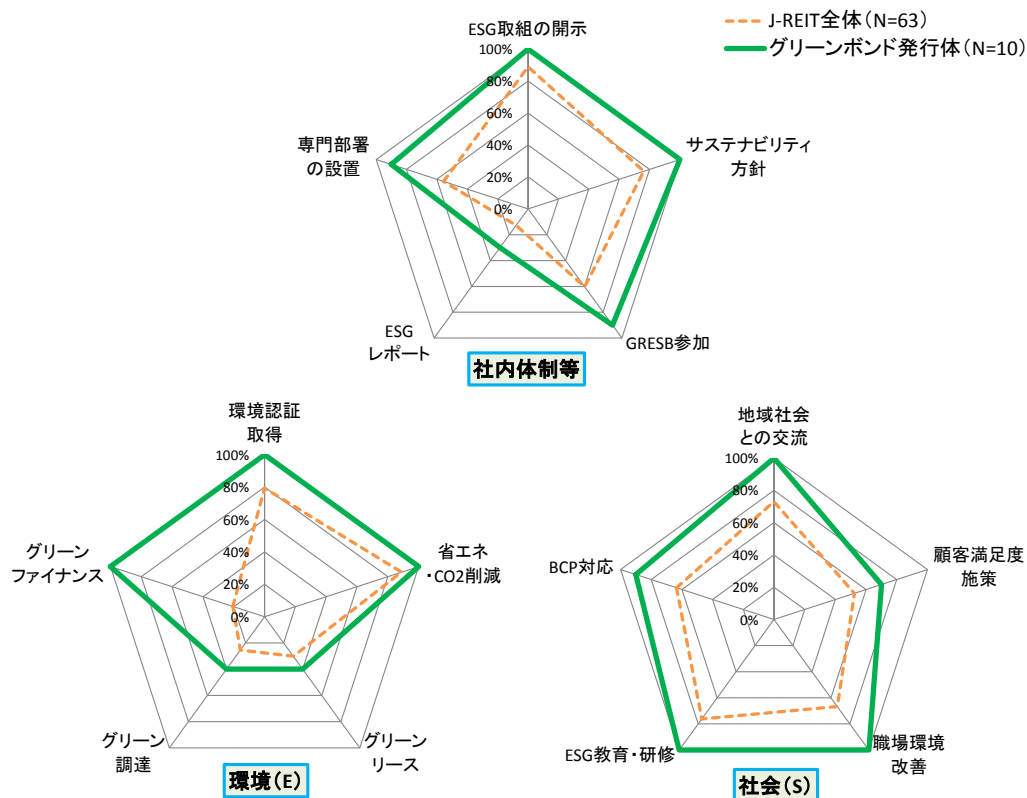 J-REIT全体(N=63)
グリーンボンド発行体(N=10)
ESG取組の開示
100%
80%
60%
40%
20%
0%
サステナビリティ
方針
GRESB参加
ESG
レポート
専門部署
の設置
社内体制等
環境認証
取得
100%
80%
60%
40%
20%
0%
省エネ
・CO2削減
グリーン
リース
グリーン
調達
グリーン
ファイナンス
環境(E)
地域社会
との交流
100%
80%
60%
40%
20%
0%
顧客満足度
施策
職場環境
改善
ESG教育・研修
BCP対応
社会(S)